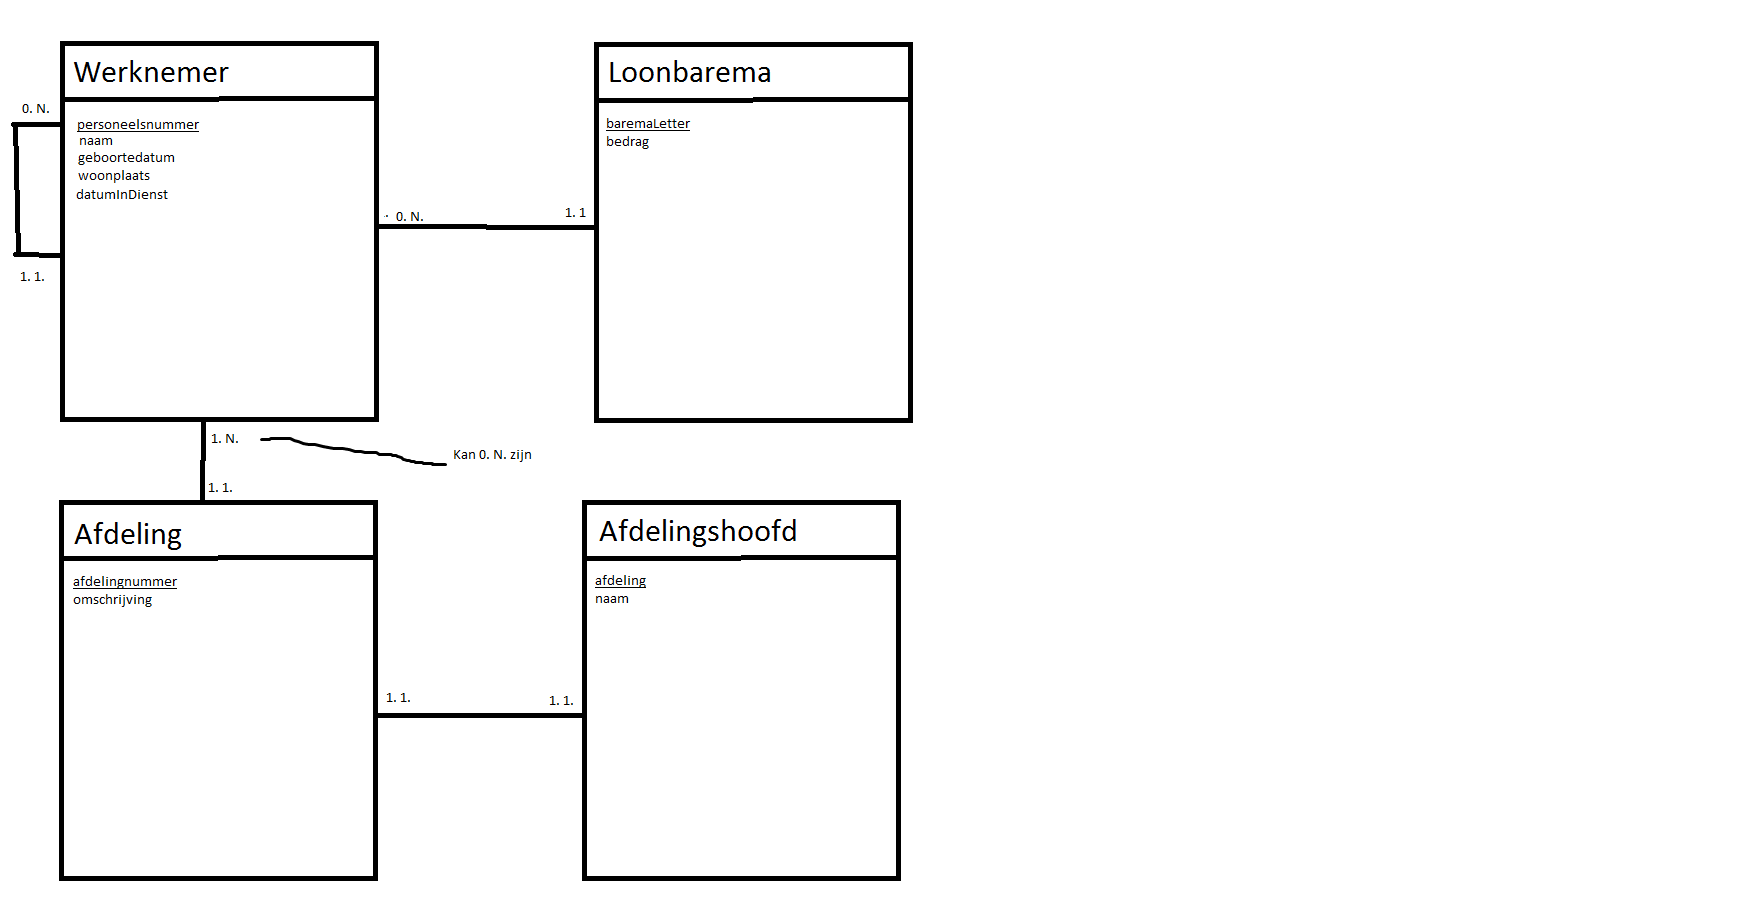 Werknemer
0. N.
personeelsnummer
naam
geboortedatum
woonplaats
datumInDienst
1. 1.
0. N.
1. 1
Loonbarema
baremaLetter
bedrag
1. N.
Kan 0. N. zijn
1. 1.
Afdeling
afdelingnummer
omschrijving
1. 1.
1. 1.
Afdelingshoofd
afdeling
naam